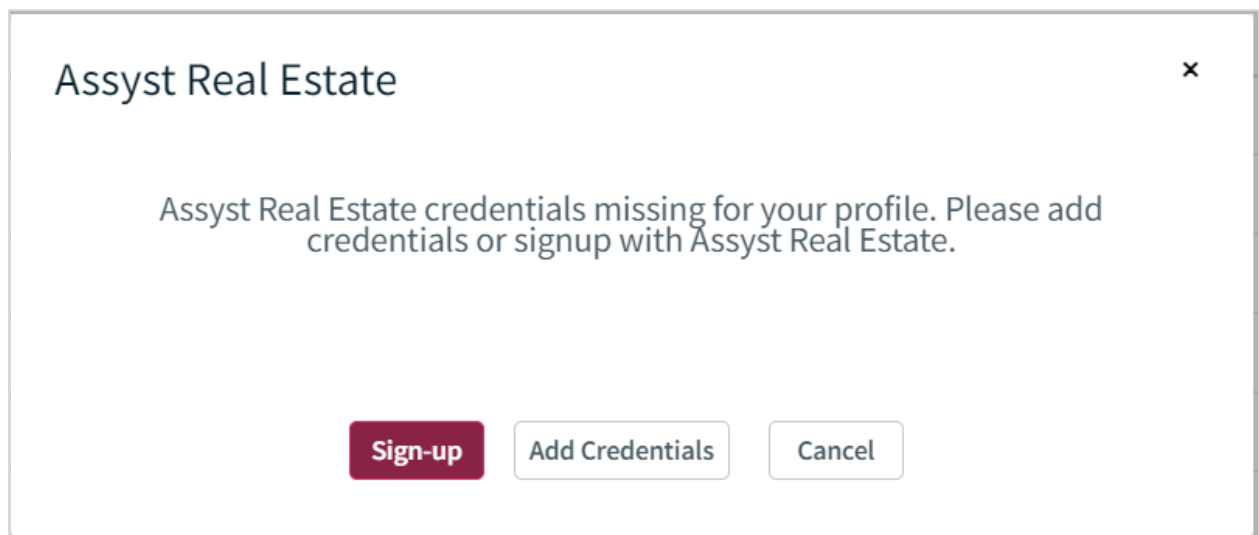 Assyst Real Estate ×
Assyst Real Estate credentials missing for your profile. Please add
credentials or signup with Assyst Real Estate.
Sign-up Add Credentials Cancel